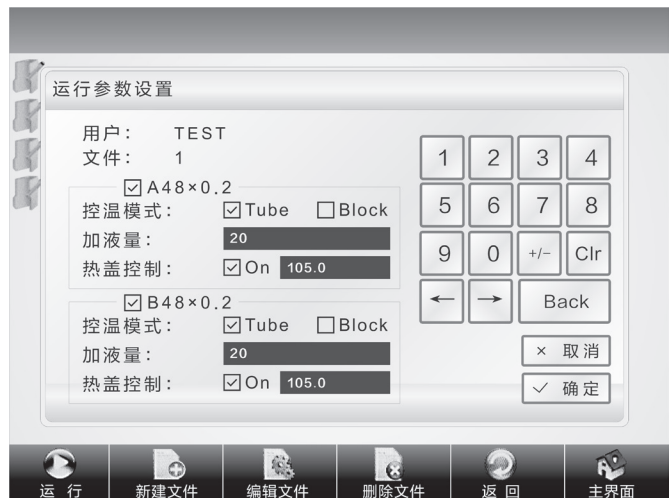 运行参数设置
用户： TEST
文件： 1
A48×0.2
控温模式： Tube Block
加液量： 20
热盖控制： On 105.0
B48×0.2
控温模式： Tube Block
加液量： 20
热盖控制： On 105.0
1 2 3 4
5 6 7 8
9 0 +/- Clr
← → Back
× 取消
✓ 确定
运行 新建文件 编辑文件 删除文件 返回 主界面